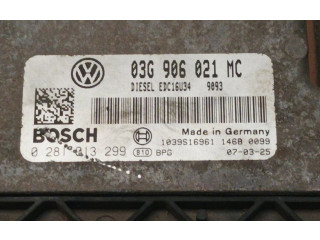 03G 906 021 MC
DIESEL EDC16U34 9093
BOSCH
Made in Germany
1039S16961 1468 0099
0 281 013 299 E10 BPG 07-03-25